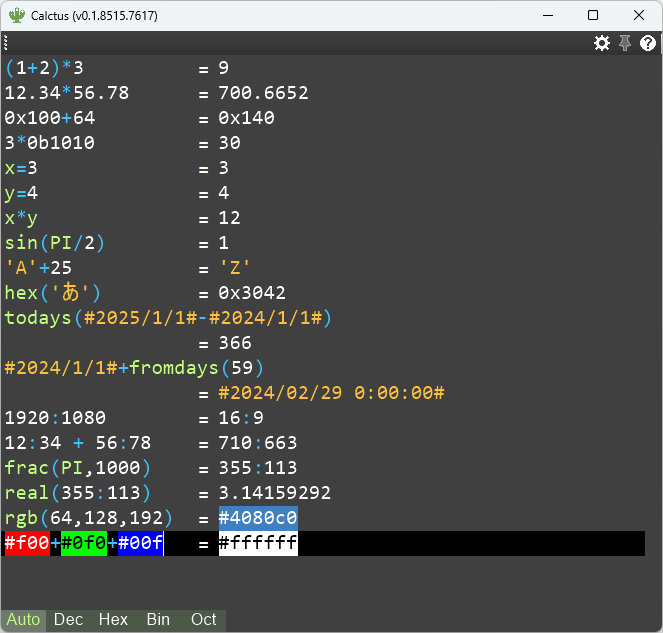 Calctus (v0.1.8515.7617)
(1+2)*3 = 9
12.34*56.78 = 700.6652
0x100+64 = 0x140
3*0b1010 = 30
x=3 = 3
y=4 = 4
x*y = 12
sin(PI/2) = 1
'A'+25 = 'Z'
hex('あ') = 0x3042
todays(#2025/1/1#-#2024/1/1#)
= 366
#2024/1/1#+fromdays(59)
= #2024/02/29 0:00:00#
1920:1080 = 16:9
12:34 + 56:78 = 710:663
frac(PI,1000) = 355:113
real(355:113) = 3.14159292
rgb(64,128,192) = #4080c0
#f00+#0f0+#00f = #ffffff
Auto Dec Hex Bin Oct